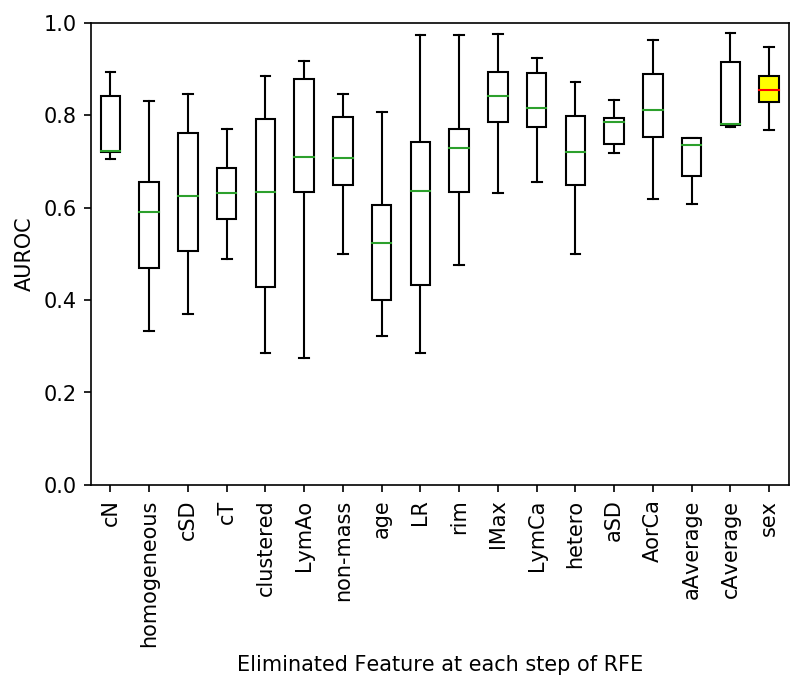 1.0
0.8
0.6
0.4
0.2
0.0
AUROC
cN
homogeneous
cSD
cT
clustered
LymAo
non-mass
age
LR
rim
lMax
LymCa
hetero
aSD
AorCa
aAverage
cAverage
sex
Eliminated Feature at each step of RFE